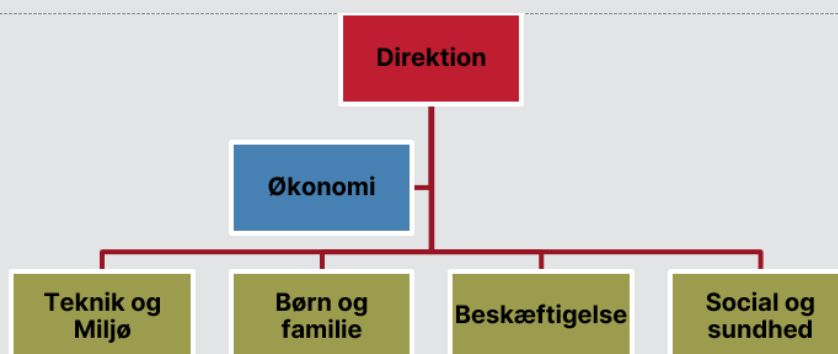 Direktion
Økonomi
Teknik og
Miljø
Børn og
familie
Beskæftigelse
Social og
sundhed